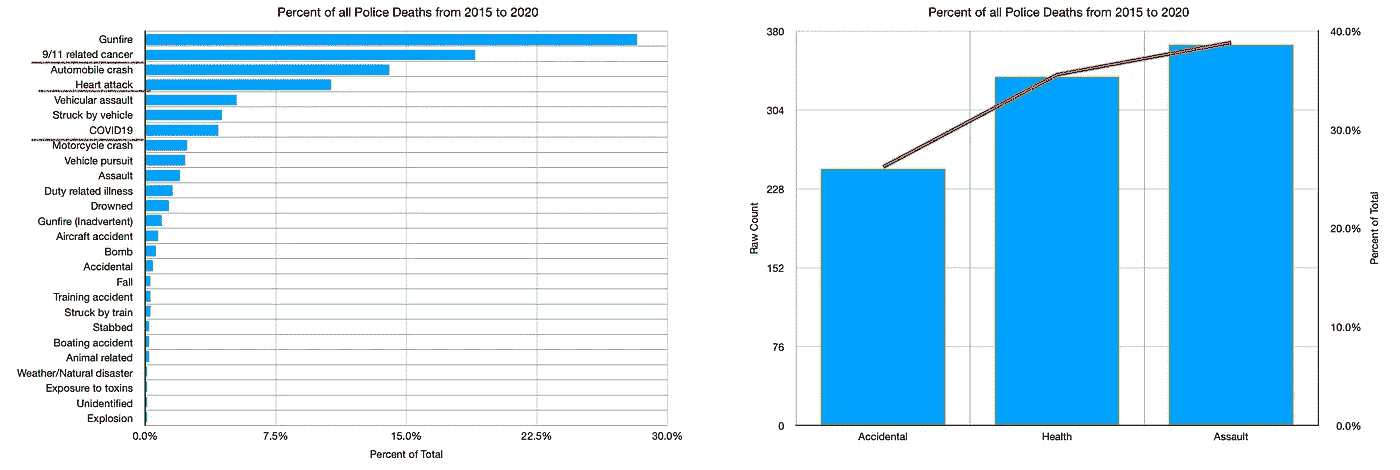 Percent of all Police Deaths from 2015 to 2020
Gunfire
9/11 related cancer
Automobile crash
Heart attack
Vehicular assault
Struck by vehicle
COVID19
Motorcycle crash
Vehicle pursuit
Assault
Duty related illness
Drowned
Gunfire (Inadvertent)
Aircraft accident
Bomb
Accidental
Fall
Training accident
Struck by train
Stabbed
Boating accident
Animal related
Weather/Natural disaster
Exposure to toxins
Unidentified
Explosion
0.0% 7.5% 15.0% 22.5% 30.0%
Percent of Total
Percent of all Police Deaths from 2015 to 2020
Raw Count
380
304
228
152
76
0
Accidental Health Assault
40.0%
30.0%
20.0%
10.0%
0.0%
Percent of Total